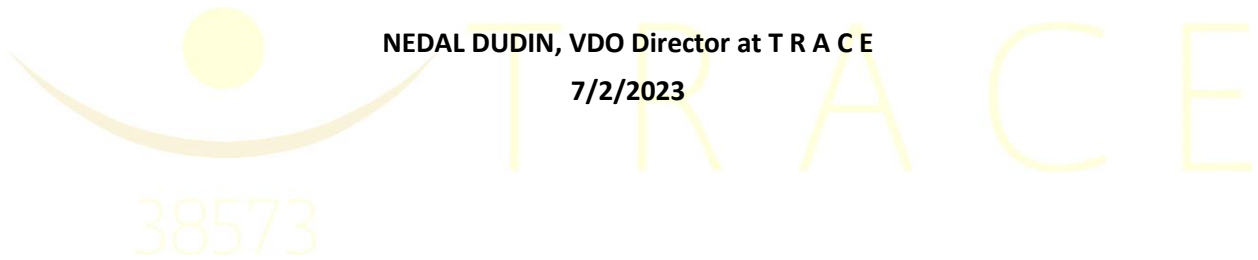 NEDAL DUDIN, VDO Director at T R A C E
7/2/2023
T R A C E
38573